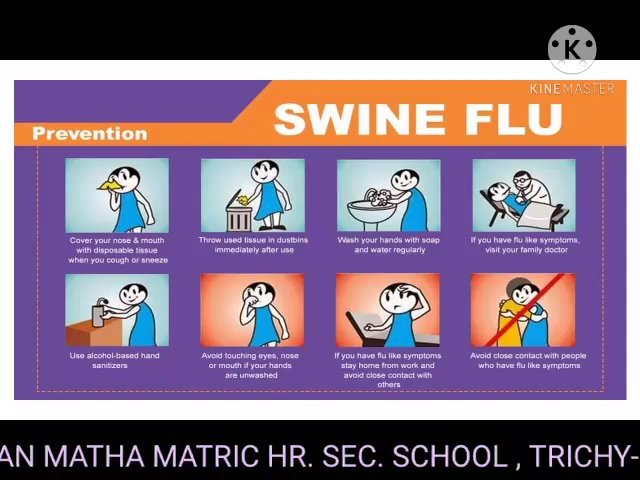 K
KINEMASTER
SWINE FLU
Prevention
Cover your nose & mouth
with disposable tissue
when you cough or sneeze
Throw used tissue in dustbins
immediately after use
Wash your hands with soap
and water regularly
If you have flu like symptoms,
visit your family doctor
Use alcohol-based hand
sanitizers
Avoid touching eyes, nose
or mouth if your hands
are unwashed
If you have flu like symptoms
stay home from work and
avoid close contact with
others
Avoid close contact with people
who have flu like symptoms
AN MATHA MATRIC HR. SEC. SCHOOL , TRICHY-